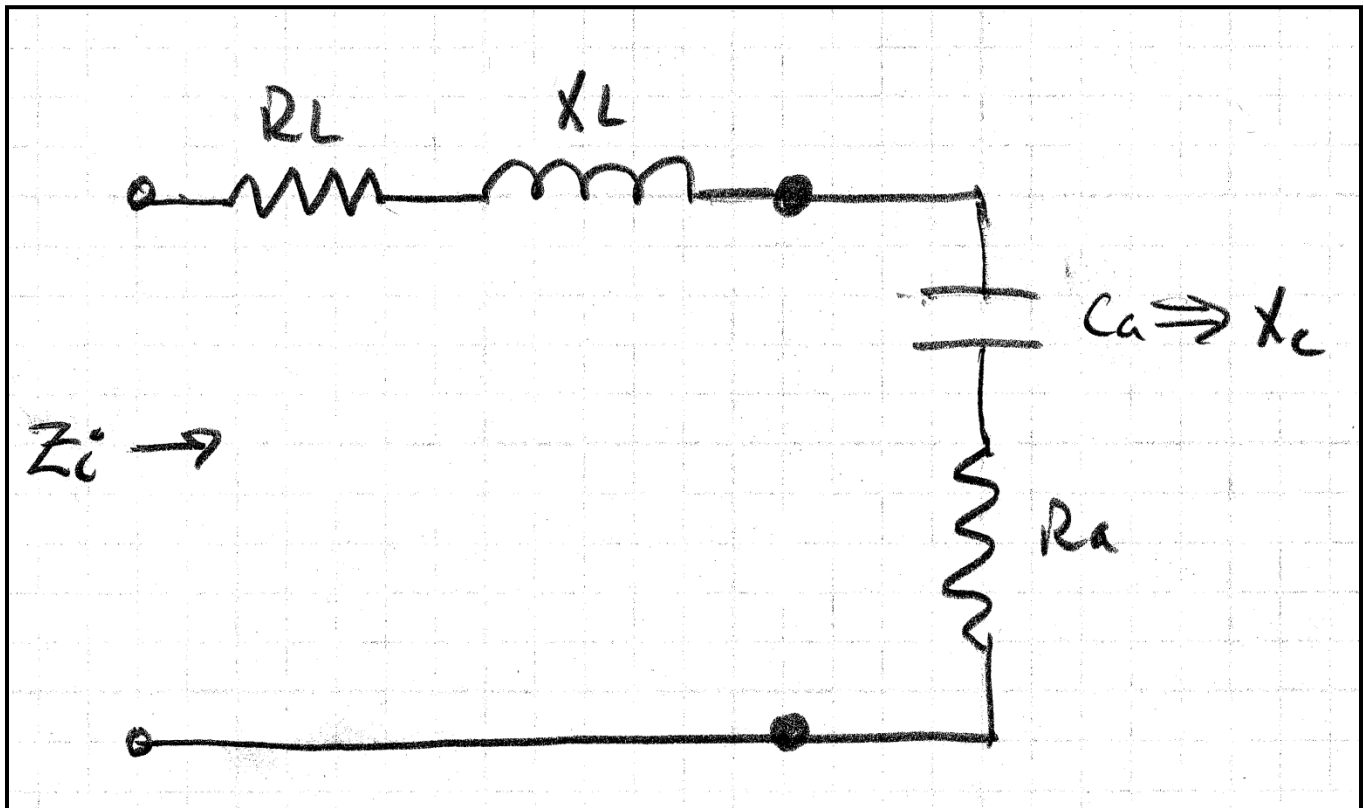 RL
XL
Ca ⇒ Xc
Zi →
Ra